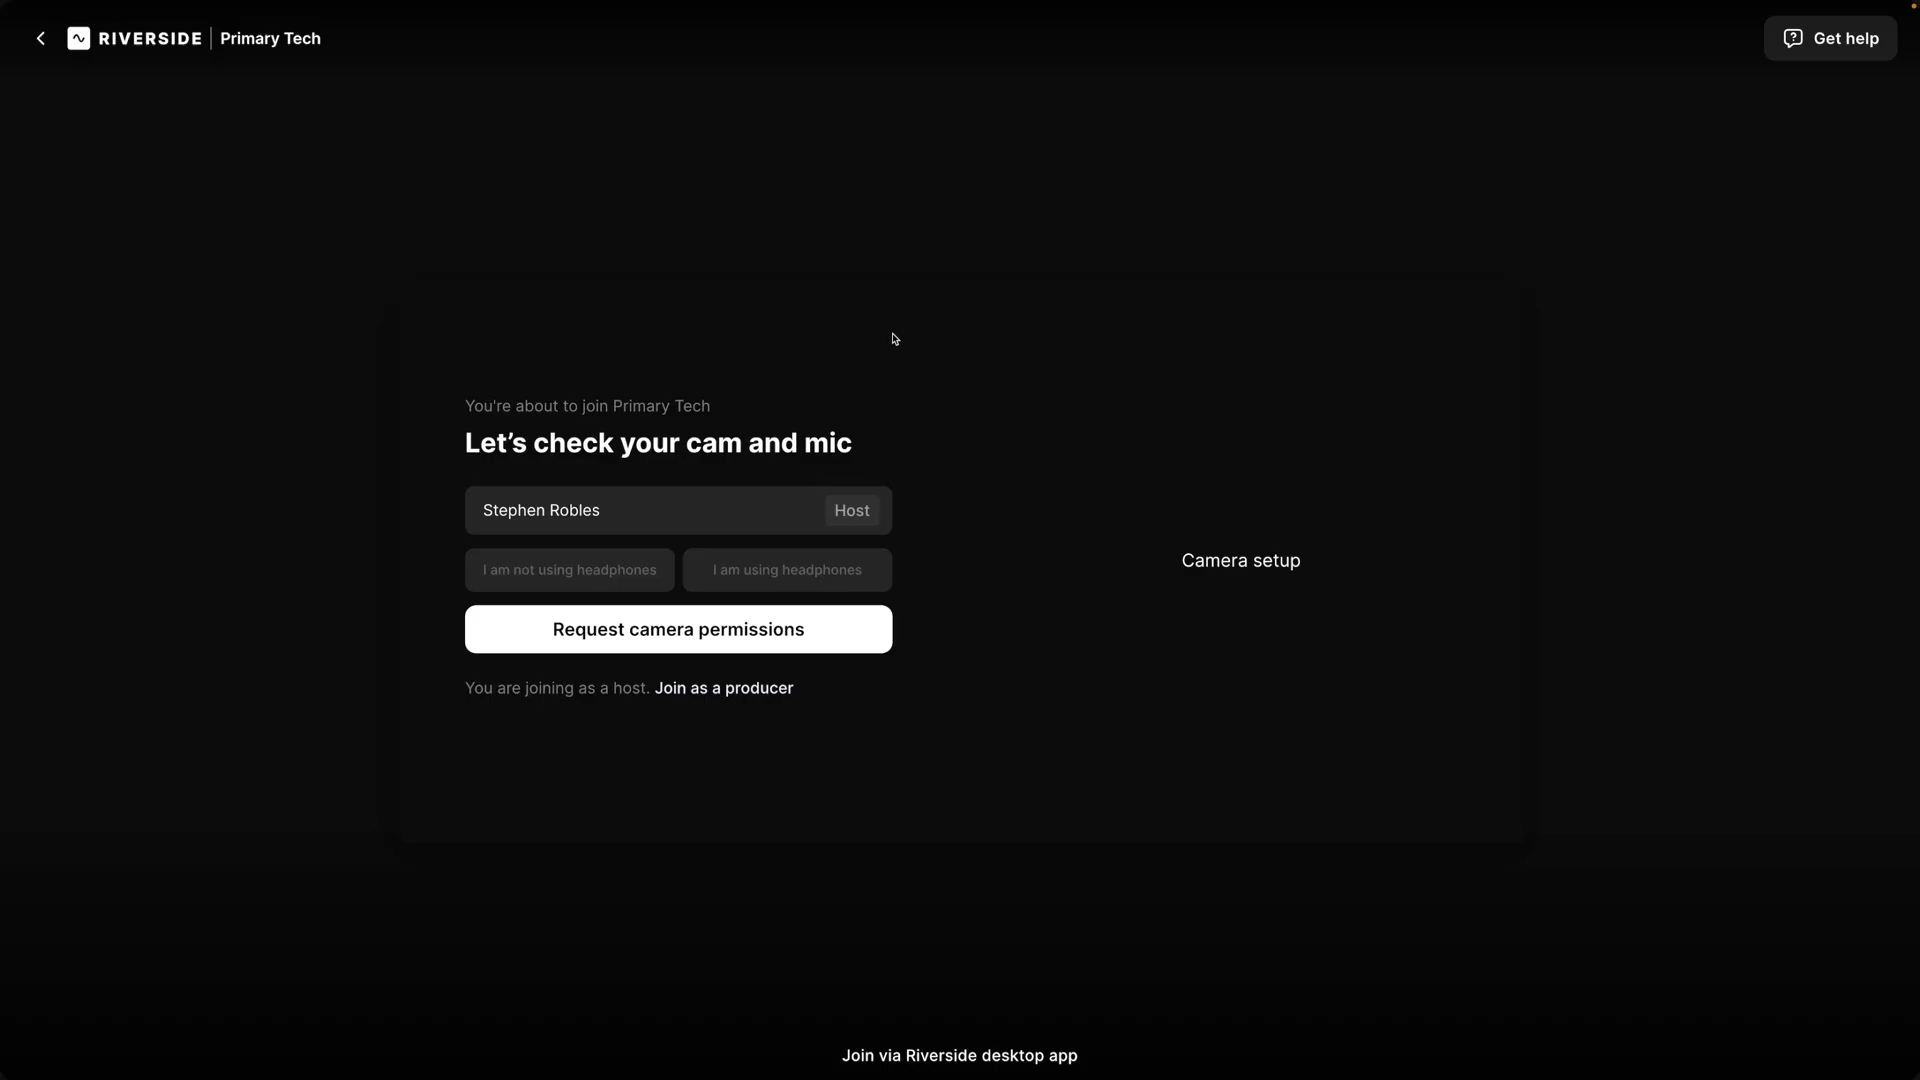 RIVERSIDE | Primary Tech
Get help
You're about to join Primary Tech
Let’s check your cam and mic
Stephen Robles
Host
I am not using headphones
I am using headphones
Request camera permissions
You are joining as a host. Join as a producer
Camera setup
Join via Riverside desktop app